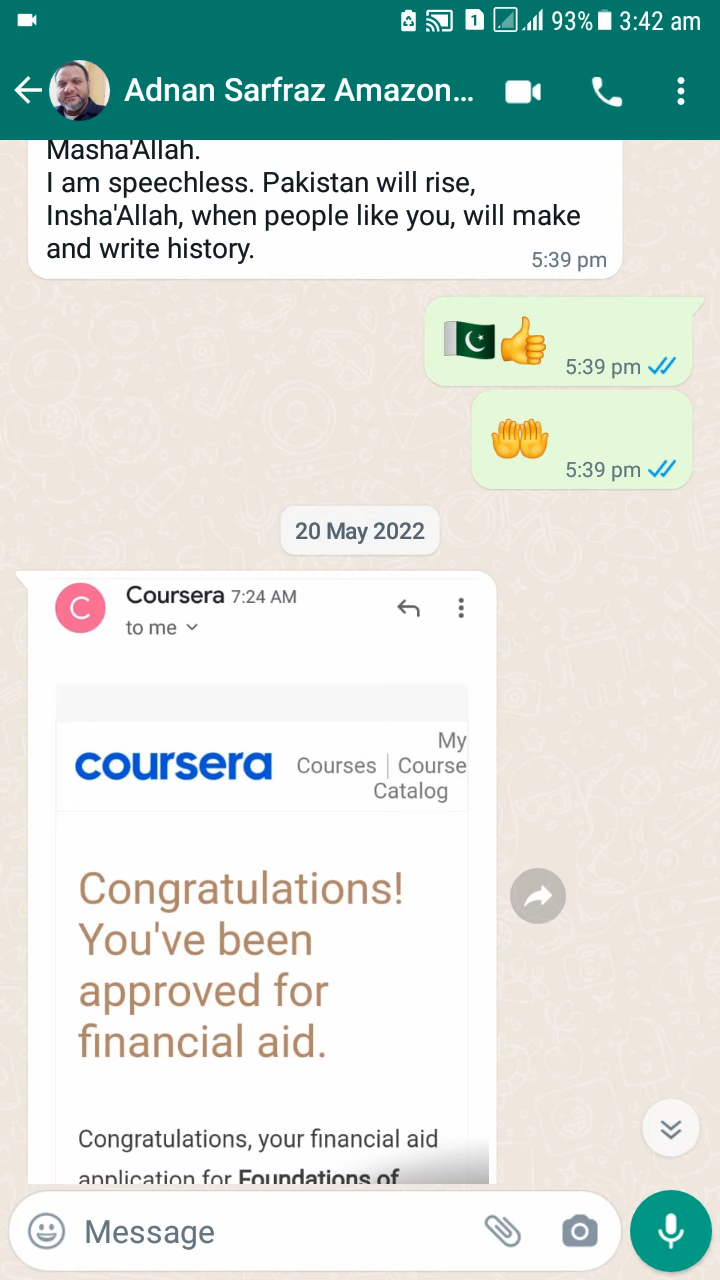 93% 3:42 am
Adnan Sarfraz Amazon...
Masha'Allah.
I am speechless. Pakistan will rise,
Insha'Allah, when people like you, will make
and write history.
5:39 pm
🇵🇰👍
5:39 pm
🤲
5:39 pm
20 May 2022
C
Coursera 7:24 AM
to me
coursera
My
Courses | Course
Catalog
Congratulations!
You've been
approved for
financial aid.
Congratulations, your financial aid
application for Foundations of
Message